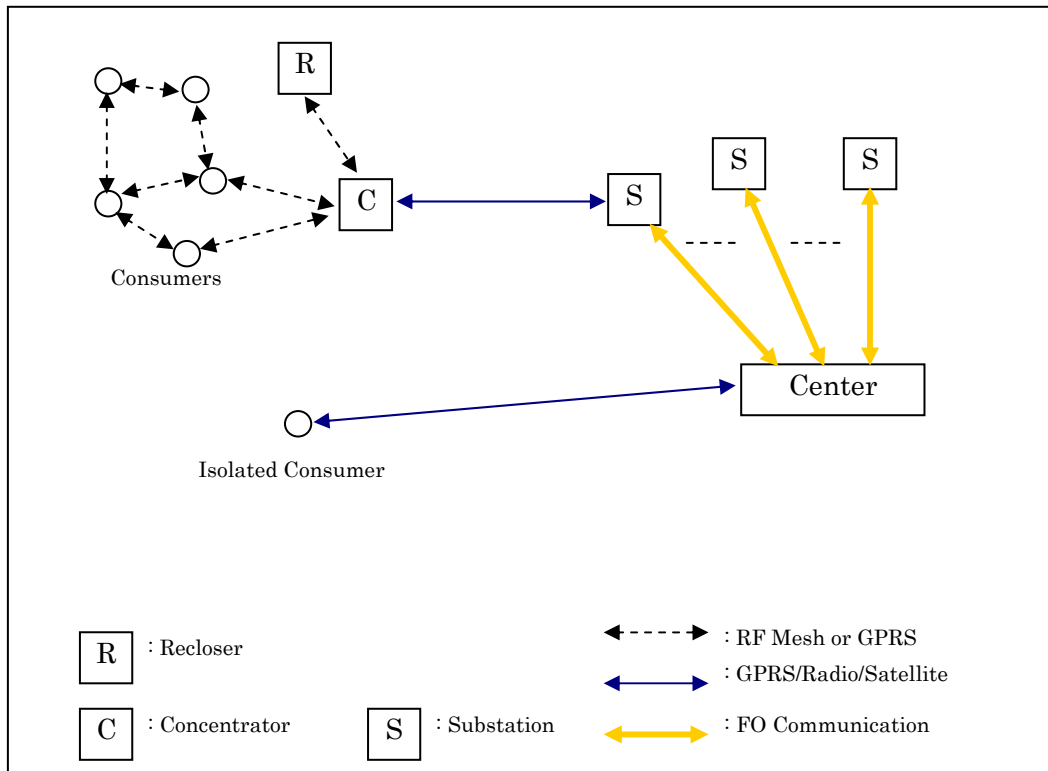 R
S
S
C
S
Consumers
Center
Isolated Consumer
R : Recloser
: RF Mesh or GPRS
: GPRS/Radio/Satellite
C : Concentrator
S : Substation
: FO Communication